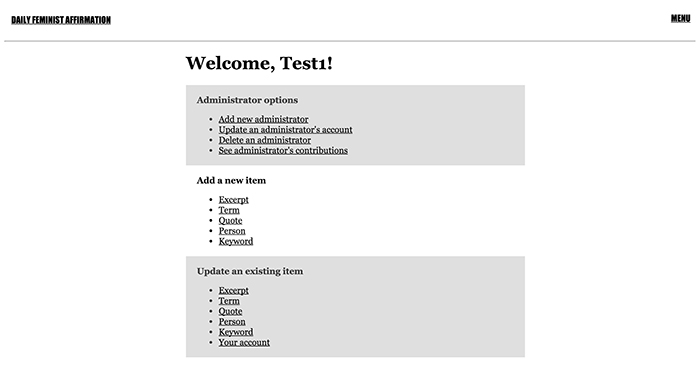 DAILY FEMINIST AFFIRMATION
MENU
Welcome, Test1!
Administrator options
Add new administrator
Update an administrator's account
Delete an administrator
See administrator's contributions
Add a new item
Excerpt
Term
Quote
Person
Keyword
Update an existing item
Excerpt
Term
Quote
Person
Keyword
Your account